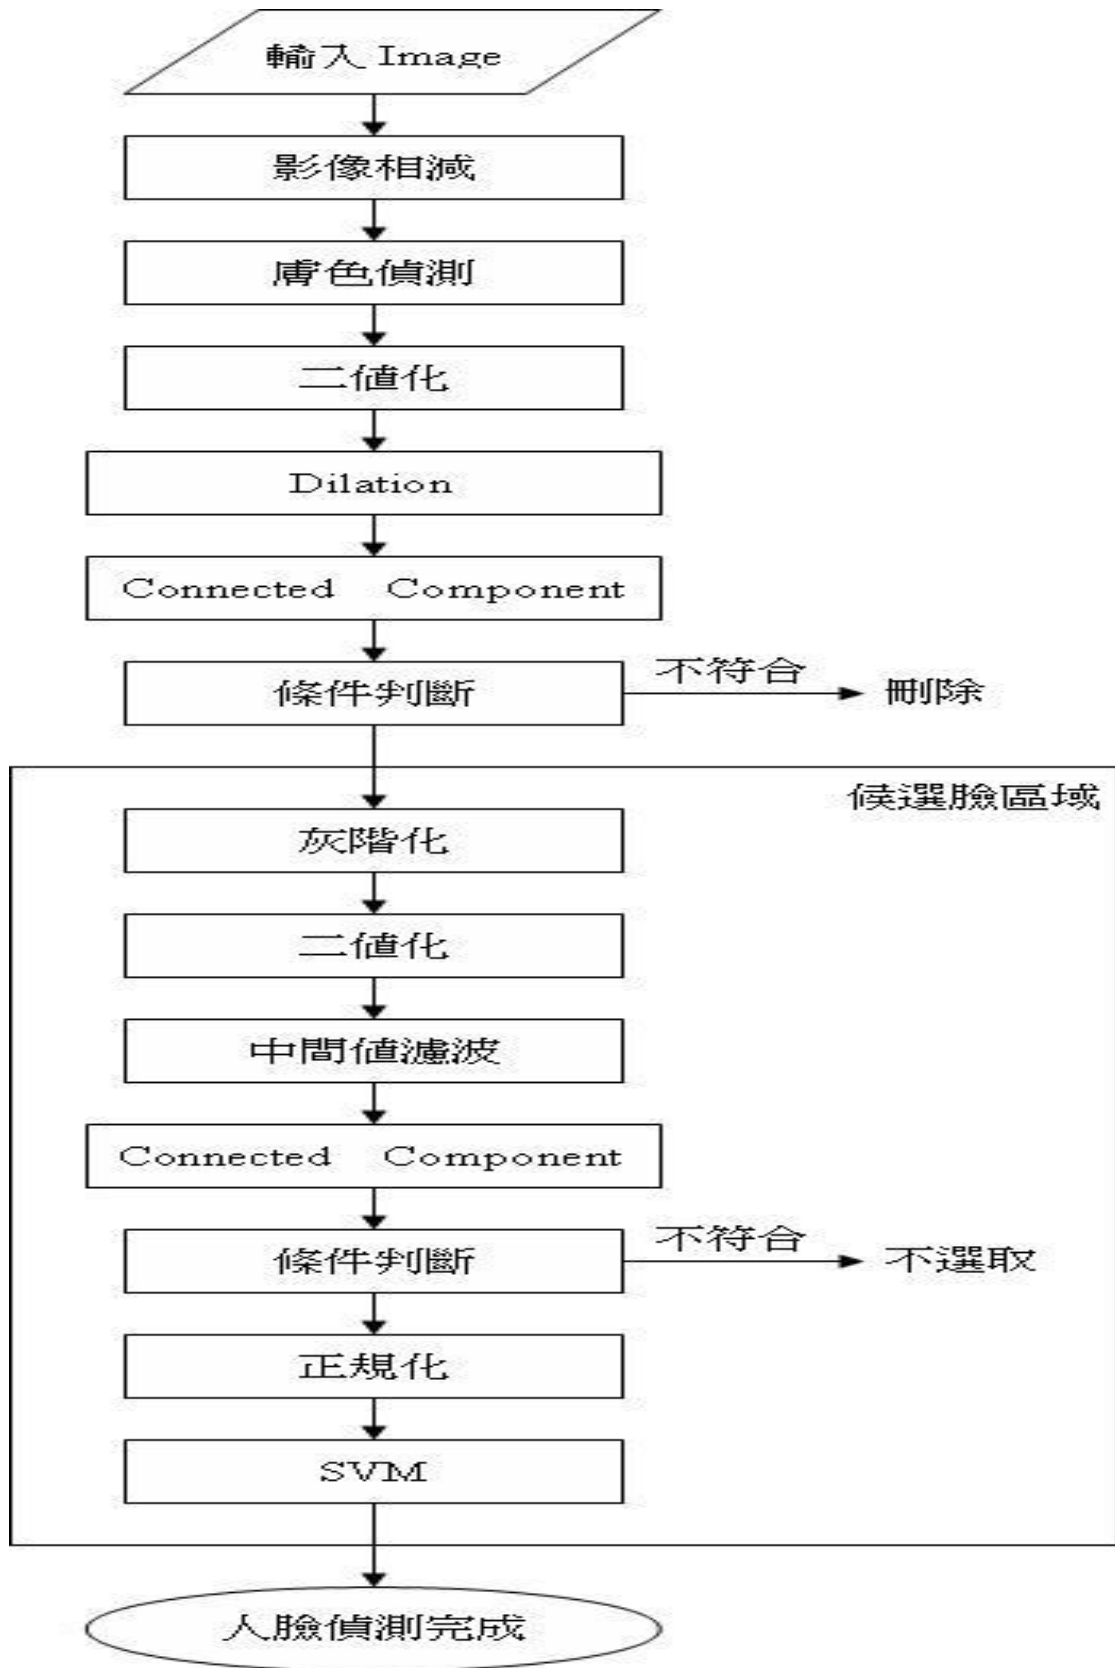 輸入 Image
影像相減
膚色偵測
二值化
Dilation
Connected Component
條件判斷
不符合
刪除
候選臉區域
灰階化
二值化
中間值濾波
Connected Component
條件判斷
不符合
不選取
正規化
SVM
人臉偵測完成